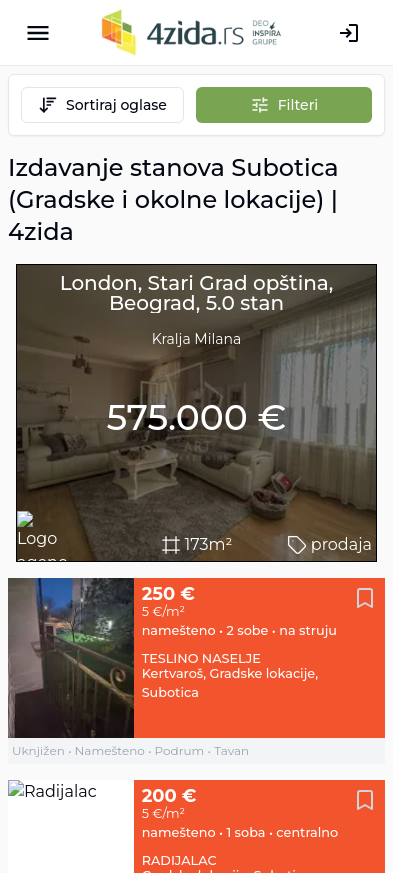 4zida.rs
DEO
INSPIRA
GRUPE
Sortiraj oglase
Filteri
Izdavanje stanova Subotica
(Gradske i okolne lokacije) |
4zida
London, Stari Grad opština,
Beograd, 5.0 stan
Kralja Milana
575.000 €
Logo
173m²
prodaja
250 €
5 €/m²
namešteno • 2 sobe • na struju
TESLINO NASELJE
Kertvaroš, Gradske lokacije,
Subotica
Uknjižen • Namešteno • Podrum • Tavan
Radijalac
200 €
5 €/m²
namešteno • 1 soba • centralno
RADIJALAC